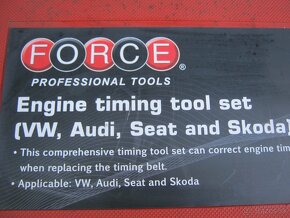 FORCE®
PROFESSIONAL TOOLS
Engine timing tool set
(VW, Audi, Seat and Skoda)
• This comprehensive timing tool set can correct engine
when replacing the timing belt.
• Applicable: VW, Audi, Seat and Skoda